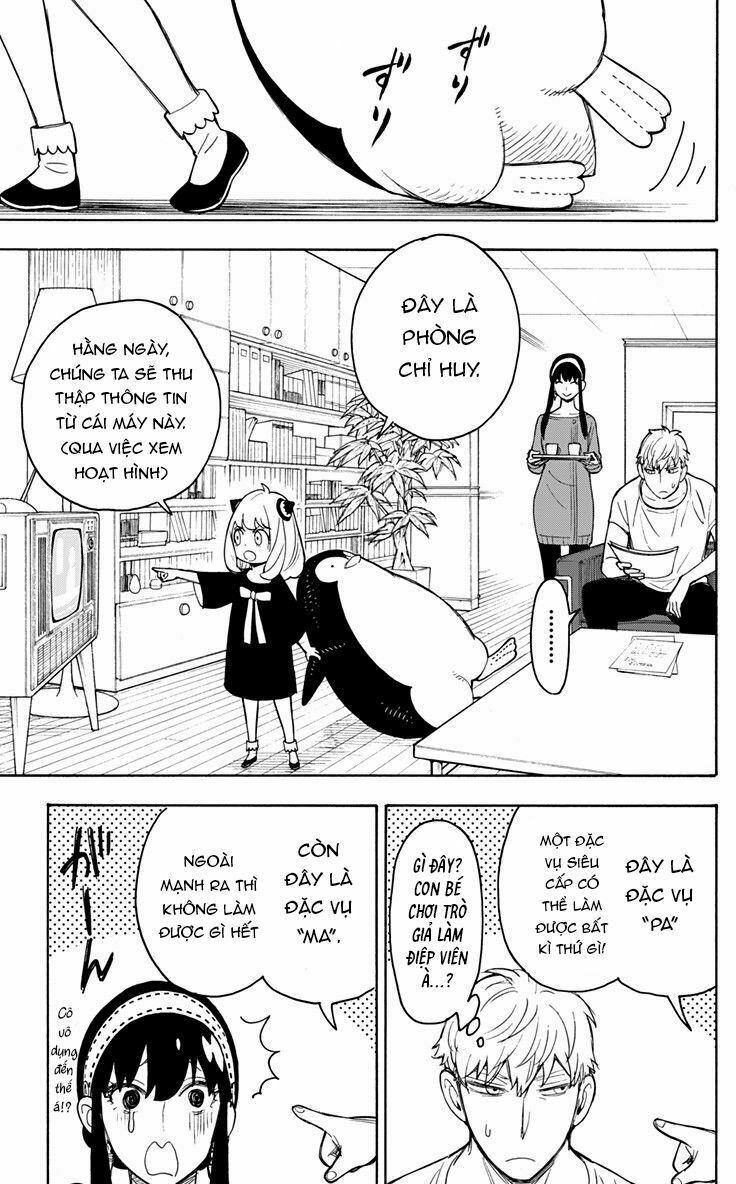 ずり
ずり
ĐÂY LÀ
PHÒNG
CHỈ HUY.
HẰNG NGÀY,
CHÚNG TA SẼ THU
THẬP THÔNG TIN
TỪ CÁI MÁY NÀY.
(QUA VIỆC XEM
HOẠT HÌNH)
.......
ĐÂY LÀ
ĐẶC VỤ
"PA"
MỘT ĐẶC
VỤ SIÊU
CẤP CÓ
THỂ LÀM
ĐƯỢC BẤT
KÌ THỨ GÌ!
GÌ ĐÂY?
CON BÉ
CHƠI TRÒ
GIẢ LÀM
ĐIỆP VIÊN
À...?
CÒN
ĐÂY LÀ
ĐẶC VỤ
"MA".
NGOÀI
MẠNH RA THÌ
KHÔNG LÀM
ĐƯỢC GÌ HẾT
がーん
Cô
vô
dụng
đến
thế
á!?